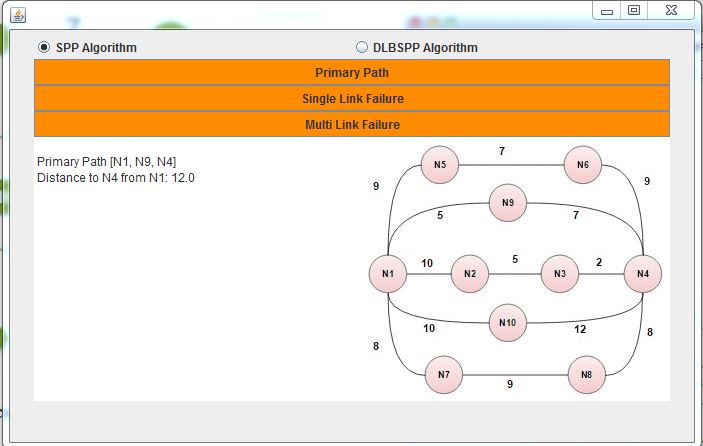 SPP Algorithm DLBSPP Algorithm
Primary Path
Single Link Failure
Multi Link Failure
Primary Path [N1, N9, N4]
Distance to N4 from N1: 12.0
7
N5 N6
9 9
N9
5 7
10 5 2
N1 N2 N3 N4
N10
10 12
8 8
N7 N8
9